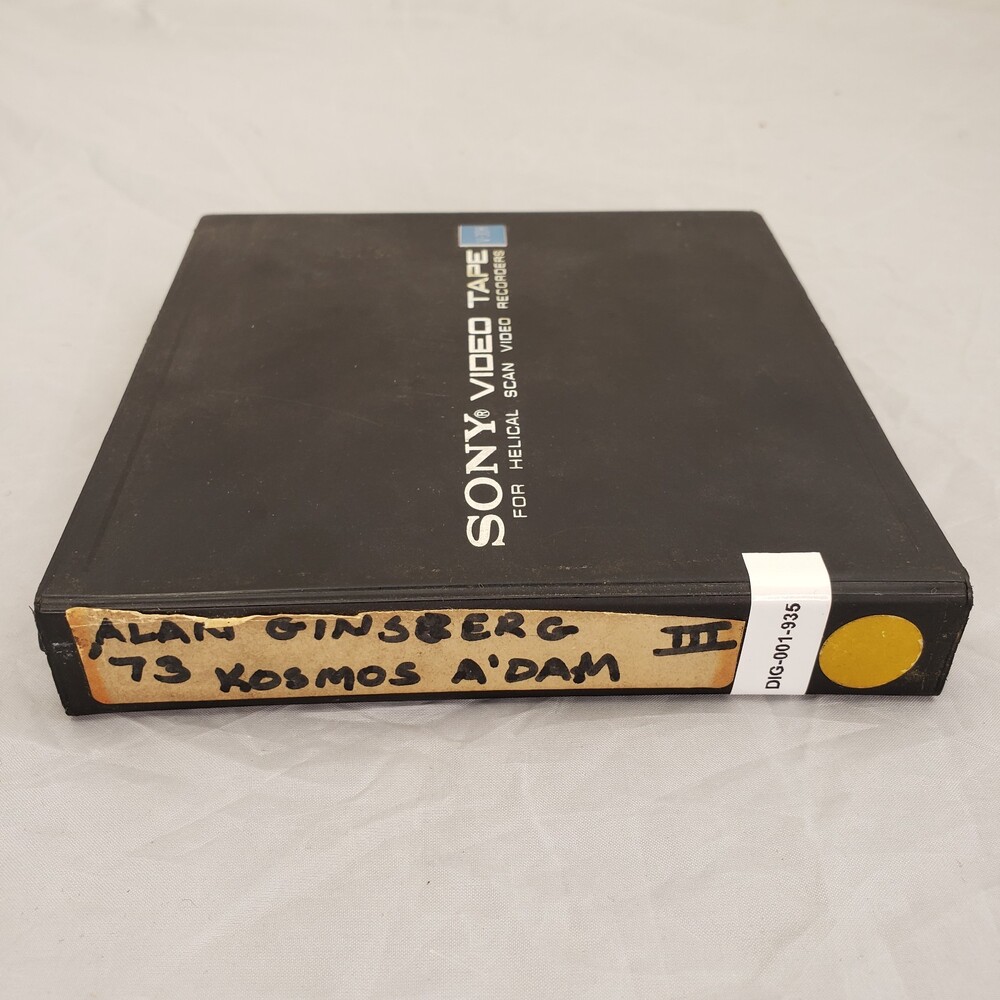 SONY® VIDEO TAPE
FOR HELICAL SCAN VIDEO RECORDERS
ALAN GINSBERG III
'73 KOSMOS A'DAM
DIG-001-935